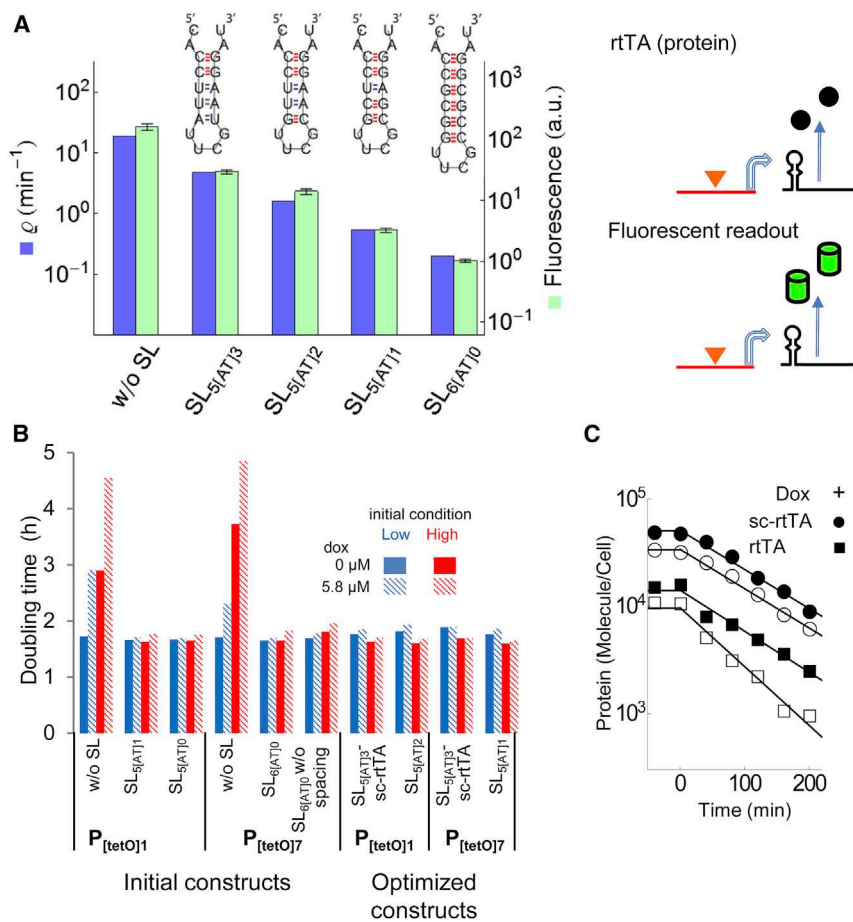 A
5′ 3′ 5′ 3′ 5′ 3′ 5′ 3′
rtTA (protein)
10² 10¹ 10⁰ 10⁻¹
ϱ (min⁻¹)
10³ 10² 10¹ 10⁰ 10⁻¹
Fluorescence (a.u.)
Fluorescent readout
w/o SL
SL5[AT]3
SL5[AT]2
SL5[AT]1
SL6[AT]0
B
Doubling time (h)
5
4
3
2
1
0
initial condition
Low High
dox
0 µM
5.8 µM
w/o SL
SL5[AT]1
SL5[AT]0
w/o SL
SL6[AT]0
SL6[AT]0 w/o
spacing
SL5[AT]3-
sc-rtTA
SL5[AT]2
SL5[AT]3-
sc-rtTA
SL5[AT]1
P[tetO]1 P[tetO]7 P[tetO]1 P[tetO]7
Initial constructs Optimized
constructs
C
Dox - +
sc-rtTA
rtTA
Protein (Molecule/Cell)
10⁵
10⁴
10³
0 100 200
Time (min)